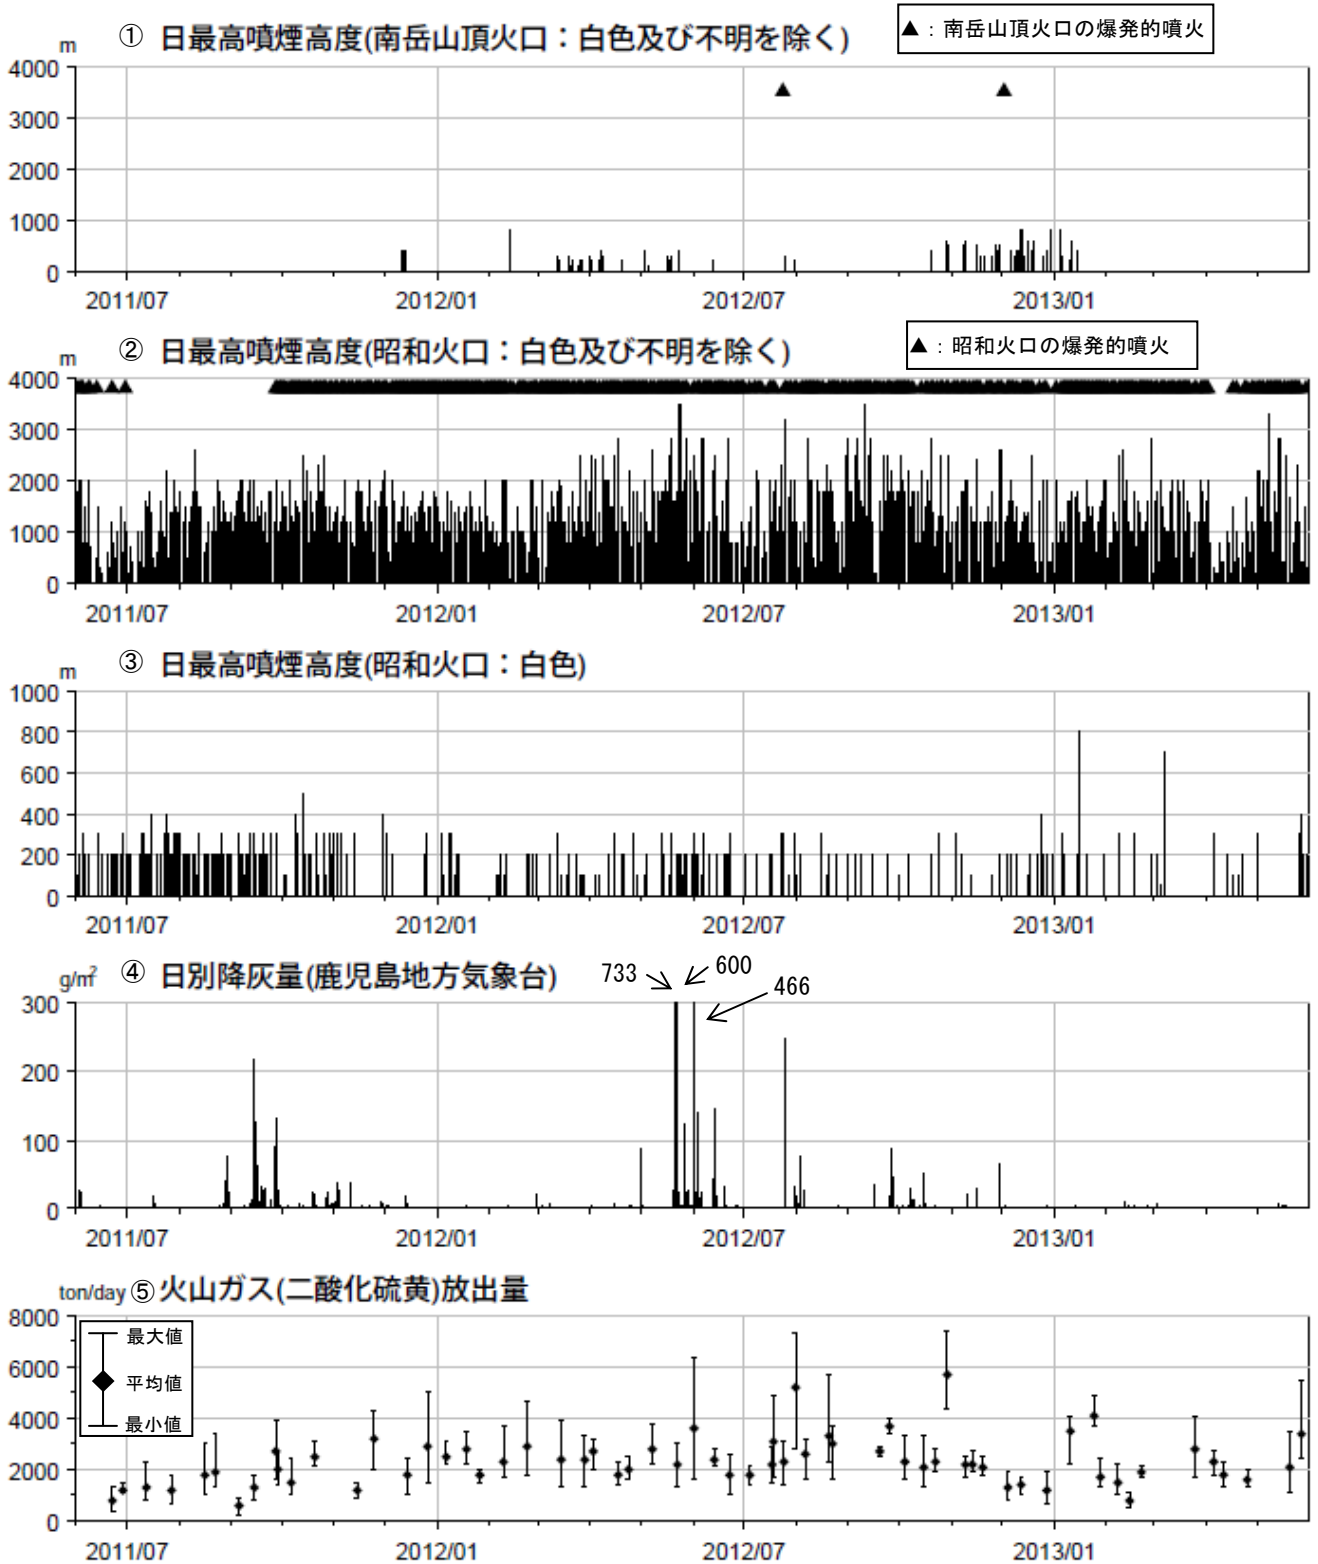 m ① 日最高噴煙高度(南岳山頂火口：白色及び不明を除く)
▲：南岳山頂火口の爆発的噴火
4000
3000
2000
1000
0
2011/07 2012/01 2012/07 2013/01
m ② 日最高噴煙高度(昭和火口：白色及び不明を除く)
▲：昭和火口の爆発的噴火
4000
3000
2000
1000
0
2011/07 2012/01 2012/07 2013/01
m ③ 日最高噴煙高度(昭和火口：白色)
1000
800
600
400
200
0
2011/07 2012/01 2012/07 2013/01
g/㎡ ④ 日別降灰量(鹿児島地方気象台)
733 600
466
300
200
100
0
2011/07 2012/01 2012/07 2013/01
ton/day ⑤ 火山ガス(二酸化硫黄)放出量
8000
6000
4000
2000
0
最大値
平均値
最小値
2011/07 2012/01 2012/07 2013/01